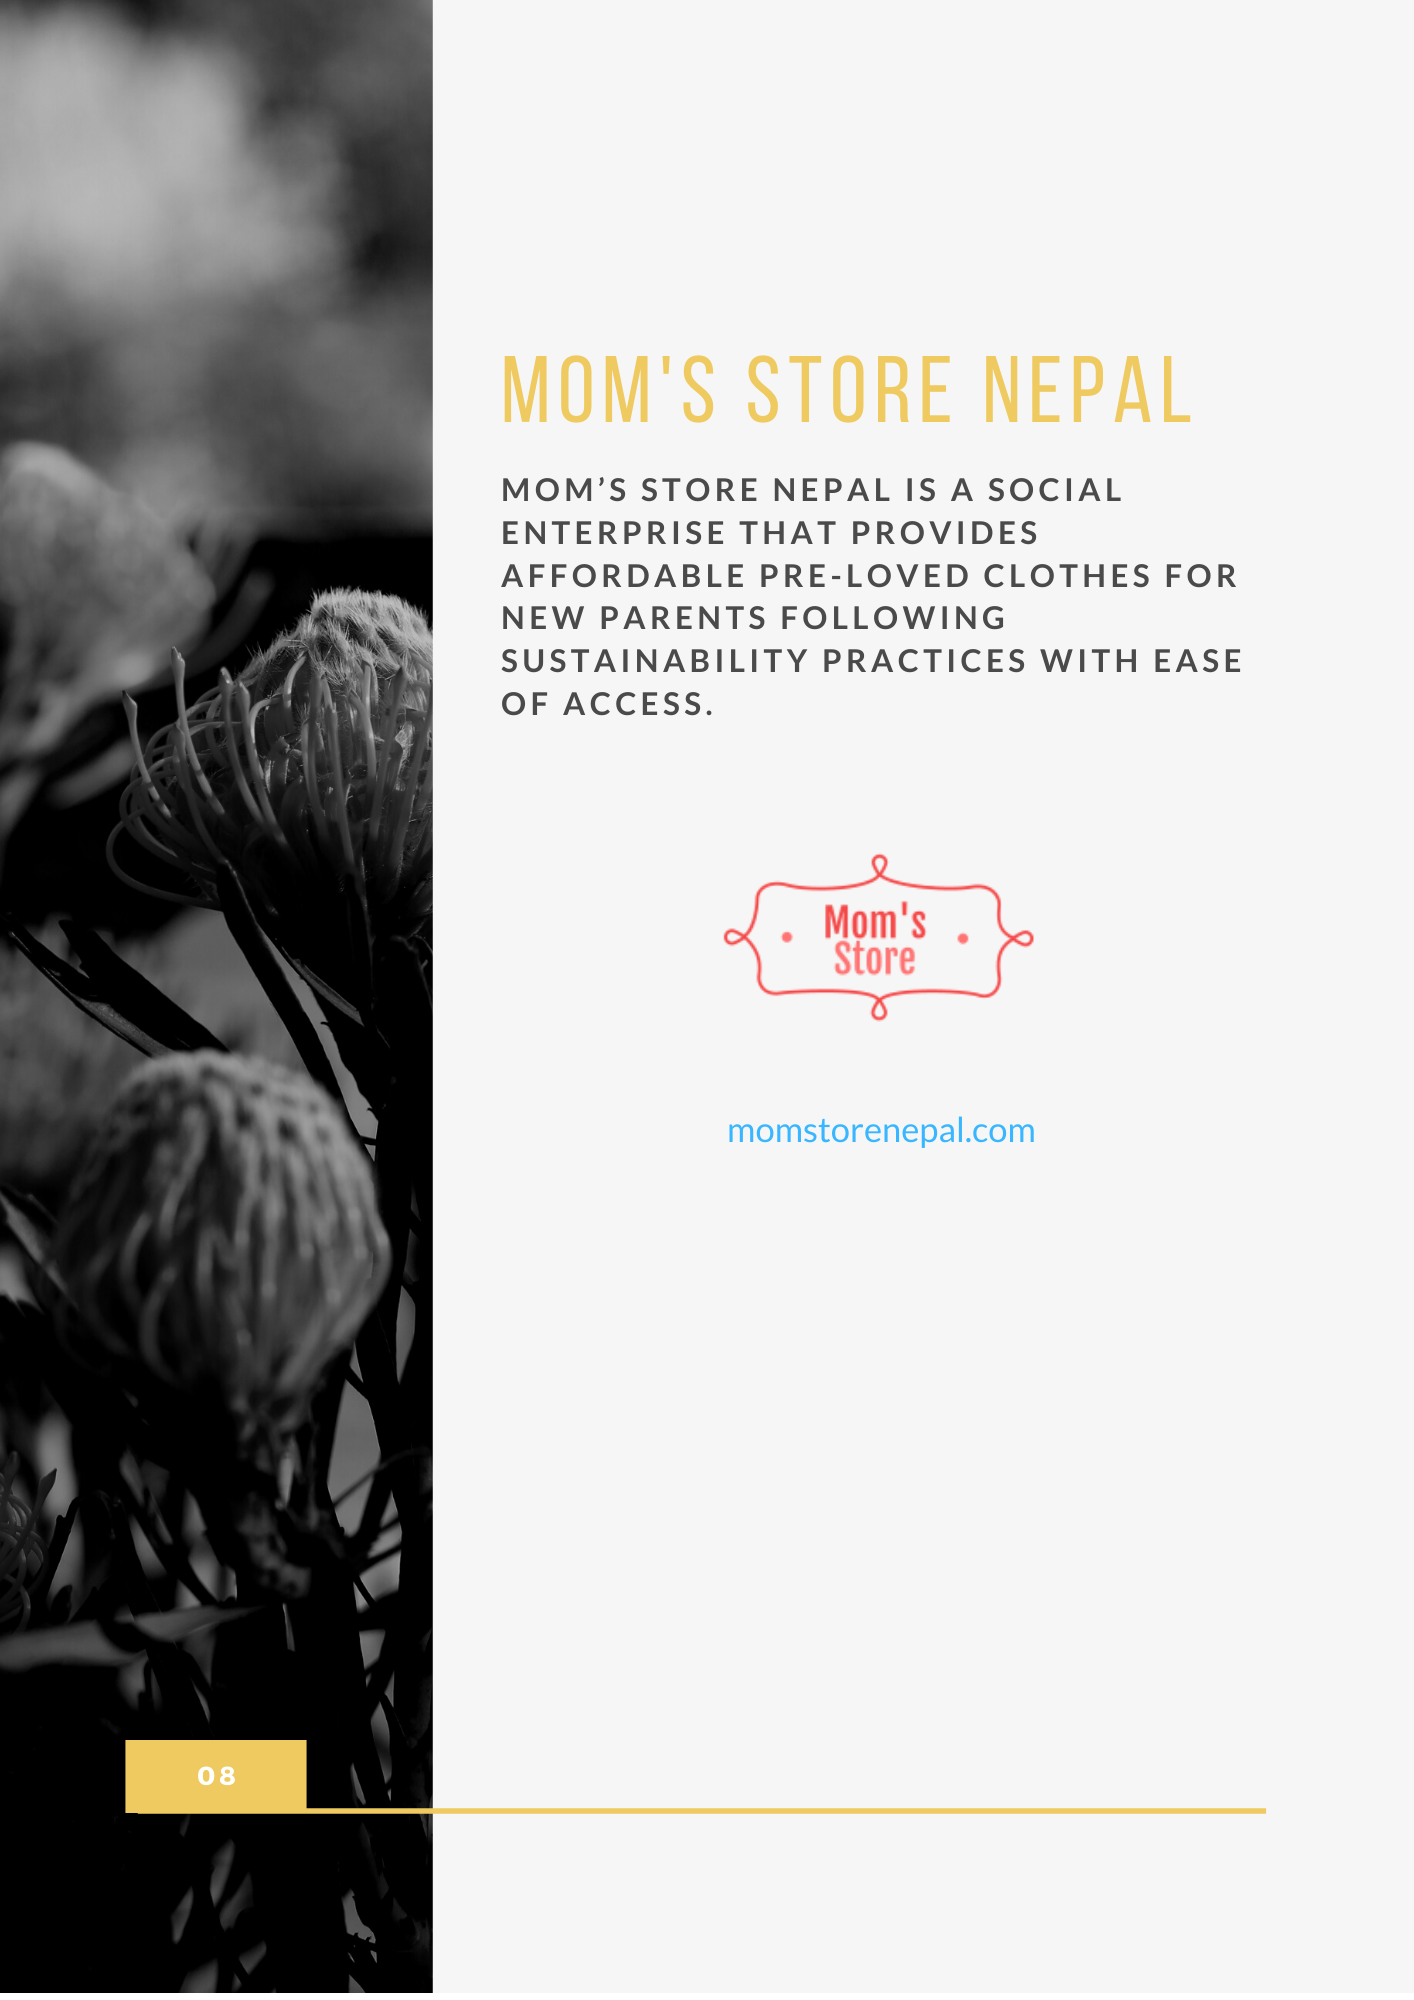 MOM'S STORE NEPAL
MOM’S STORE NEPAL IS A SOCIAL
ENTERPRISE THAT PROVIDES
AFFORDABLE PRE-LOVED CLOTHES FOR
NEW PARENTS FOLLOWING
SUSTAINABILITY PRACTICES WITH EASE
OF ACCESS.
Mom's
Store
momstorenepal.com
08